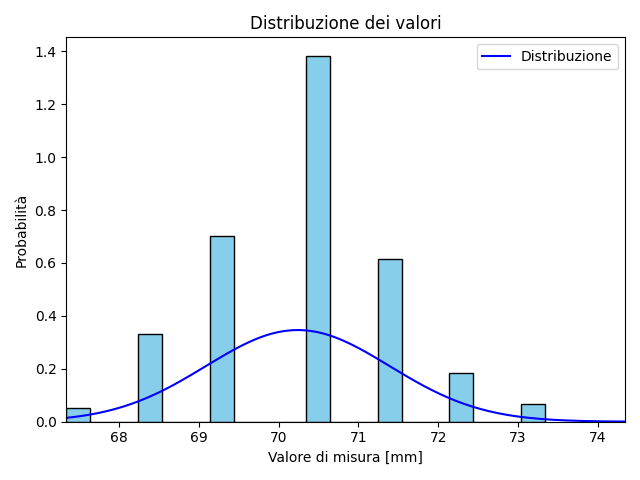 Distribuzione dei valori
Distribuzione
1.4
1.2
1.0
0.8
0.6
0.4
0.2
0.0
Probabilità
68 69 70 71 72 73 74
Valore di misura [mm]